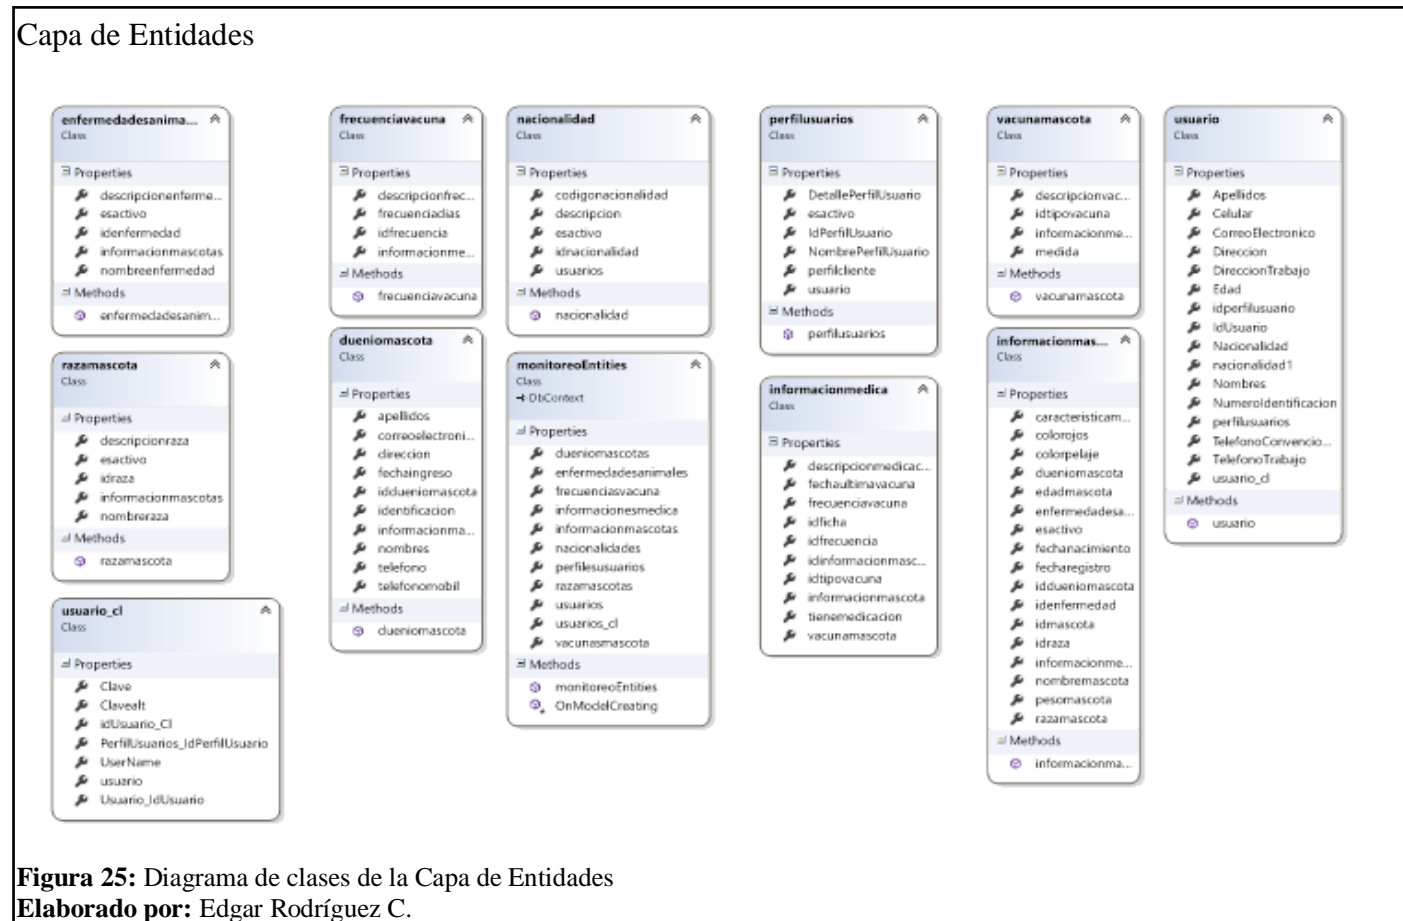 Capa de Entidades
enfermedadesanima...
Class
Properties
descripcionenferme...
esactivo
idenfermedad
informacionmascotas
nombreenfermedad
Methods
enfermedadesanim...
razamascota
Class
Properties
descripcionraza
esactivo
idraza
informacionmascotas
nombreraza
Methods
razamascota
usuario_cl
Class
Properties
Clave
Clavealt
idUsuario_Cl
PerfilUsuarios_IdPerfilUsuario
UserName
usuario
Usuario_IdUsuario
frecuenciavacuna
Class
Properties
descripcionfrec...
frecuenciadias
idfrecuencia
informacionme...
Methods
frecuenciavacuna
dueniomascota
Class
Properties
apellidos
correoelectroni...
direccion
fechaingreso
iddueniomascota
identificacion
informacionma...
nombres
telefono
telefonomobil
Methods
dueniomascota
nacionalidad
Class
Properties
codigonacionalidad
descripcion
esactivo
idnacionalidad
usuarios
Methods
nacionalidad
monitoreoEntities
Class
DbContext
Properties
dueniomascotas
enfermedadesanimales
frecuenciasvacuna
informacionesmedica
informacionmascotas
nacionalidades
perfilesusuarios
razamascotas
usuarios
usuarios_cl
vacunasmascota
Methods
monitoreoEntities
OnModelCreating
perfilusuarios
Class
Properties
DetallePerfilUsuario
esactivo
IdPerfilUsuario
NombrePerfilUsuario
perfilcliente
usuario
Methods
perfilusuarios
informacionmedica
Class
Properties
descripcionmedicac...
fechaultimavacuna
frecuenciavacuna
idficha
idfrecuencia
idinformacionmasc...
idtipovacuna
informacionmascota
tienemedicacion
vacunamascota
vacunamascota
Class
Properties
descripcionvac...
idtipovacuna
informacionme...
medida
Methods
vacunamascota
informacionmas...
Class
Properties
caracteristicam...
colorojos
colorpelaje
dueniomascota
edadmascota
enfermedadesa...
esactivo
fechanacimiento
fecharegistro
iddueniomascota
idenfermedad
idmascota
idraza
informacionme...
nombremascota
pesomascota
razamascota
Methods
informacionma...
usuario
Class
Properties
Apellidos
Celular
CorreoElectronico
Direccion
DireccionTrabajo
Edad
idperfilusuario
IdUsuario
Nacionalidad
nacionalidad1
Nombres
NumeroIdentificacion
perfilusuarios
TelefonoConvencio...
TelefonoTrabajo
usuario_cl
Methods
usuario
Figura 25: Diagrama de clases de la Capa de Entidades
Elaborado por: Edgar Rodríguez C.